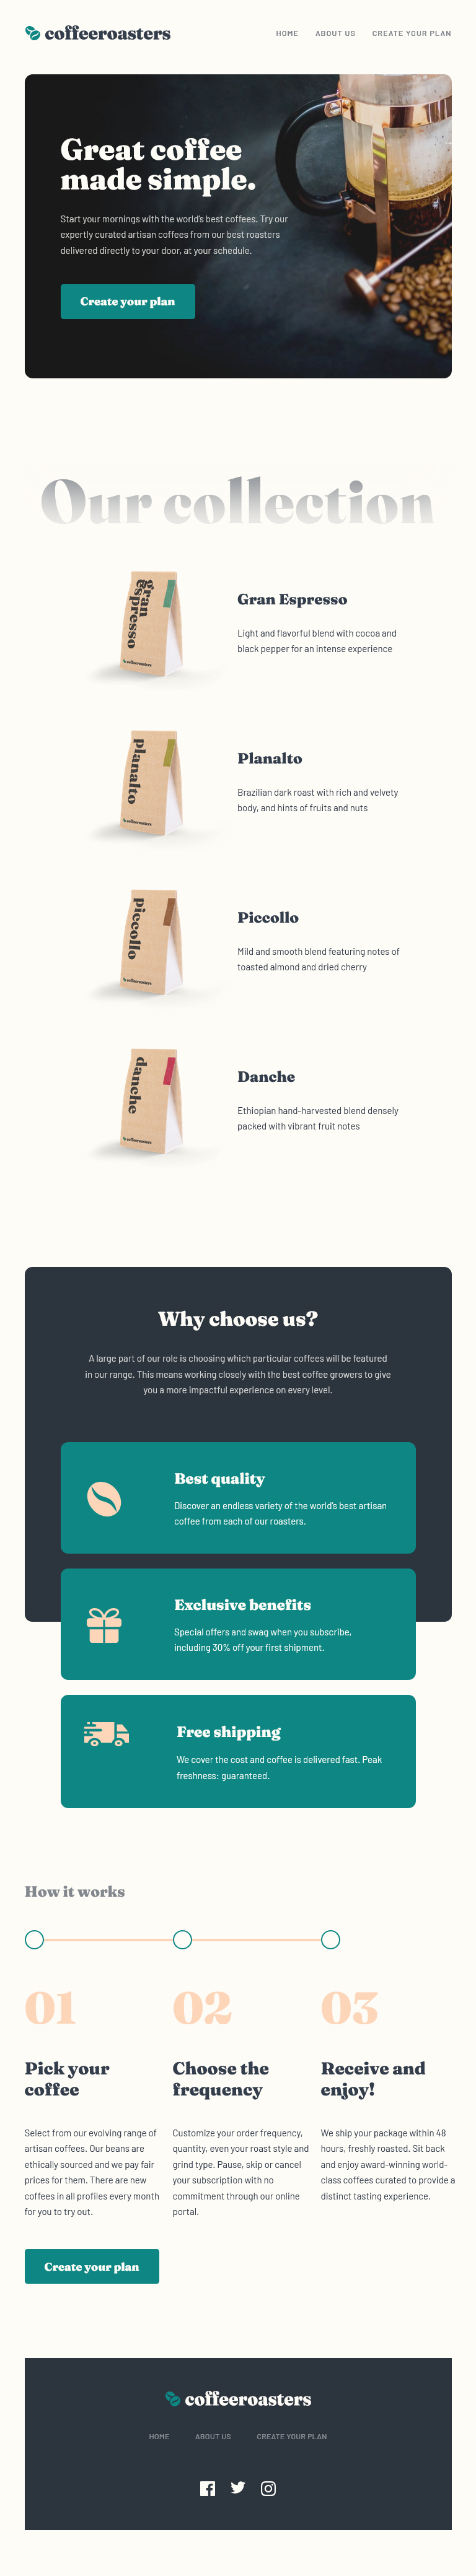 coffeeroasters
HOME ABOUT US CREATE YOUR PLAN
Great coffee
made simple.
Start your mornings with the world's best coffees. Try our
expertly curated artisan coffees from our best roasters
delivered directly to your door, at your schedule.
Create your plan
Our collection
gran
espresso
coffeeroasters
Gran Espresso
Light and flavorful blend with cocoa and
black pepper for an intense experience
planalto
coffeeroasters
Planalto
Brazilian dark roast with rich and velvety
body, and hints of fruits and nuts
piccollo
coffeeroasters
Piccollo
Mild and smooth blend featuring notes of
toasted almond and dried cherry
danche
coffeeroasters
Danche
Ethiopian hand-harvested blend densely
packed with vibrant fruit notes
Why choose us?
A large part of our role is choosing which particular coffees will be featured
in our range. This means working closely with the best coffee growers to give
you a more impactful experience on every level.
Best quality
Discover an endless variety of the world's best artisan
coffee from each of our roasters.
Exclusive benefits
Special offers and swag when you subscribe,
including 30% off your first shipment.
Free shipping
We cover the cost and coffee is delivered fast. Peak
freshness: guaranteed.
How it works
01
Pick your
coffee
Select from our evolving range of
artisan coffees. Our beans are
ethically sourced and we pay fair
prices for them. There are new
coffees in all profiles every month
for you to try out.
02
Choose the
frequency
Customize your order frequency,
quantity, even your roast style and
grind type. Pause, skip or cancel
your subscription with no
commitment through our online
portal.
03
Receive and
enjoy!
We ship your package within 48
hours, freshly roasted. Sit back
and enjoy award-winning world-
class coffees curated to provide a
distinct tasting experience.
Create your plan
coffeeroasters
HOME ABOUT US CREATE YOUR PLAN